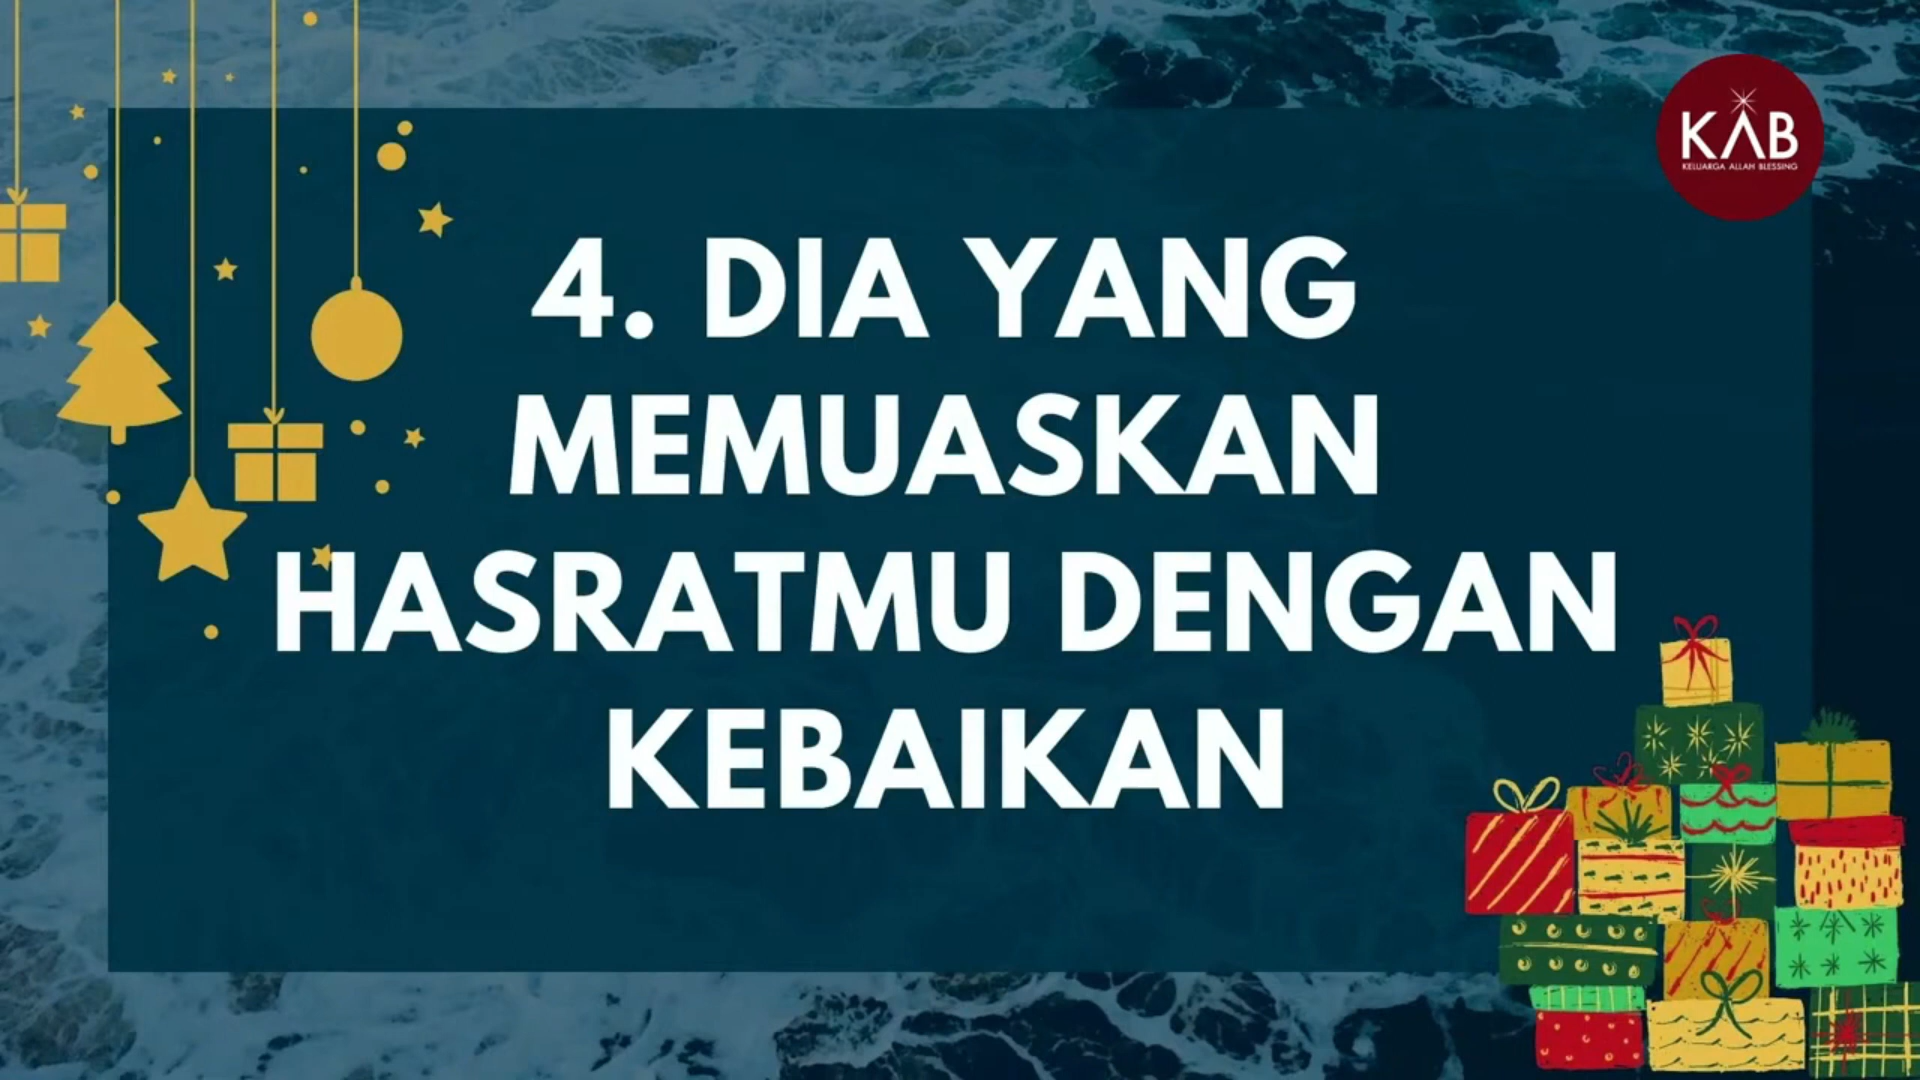 KAB
KELUARGA ALLAH BLESSING
4. DIA YANG
MEMUASKAN
HASRATMU DENGAN
KEBAIKAN